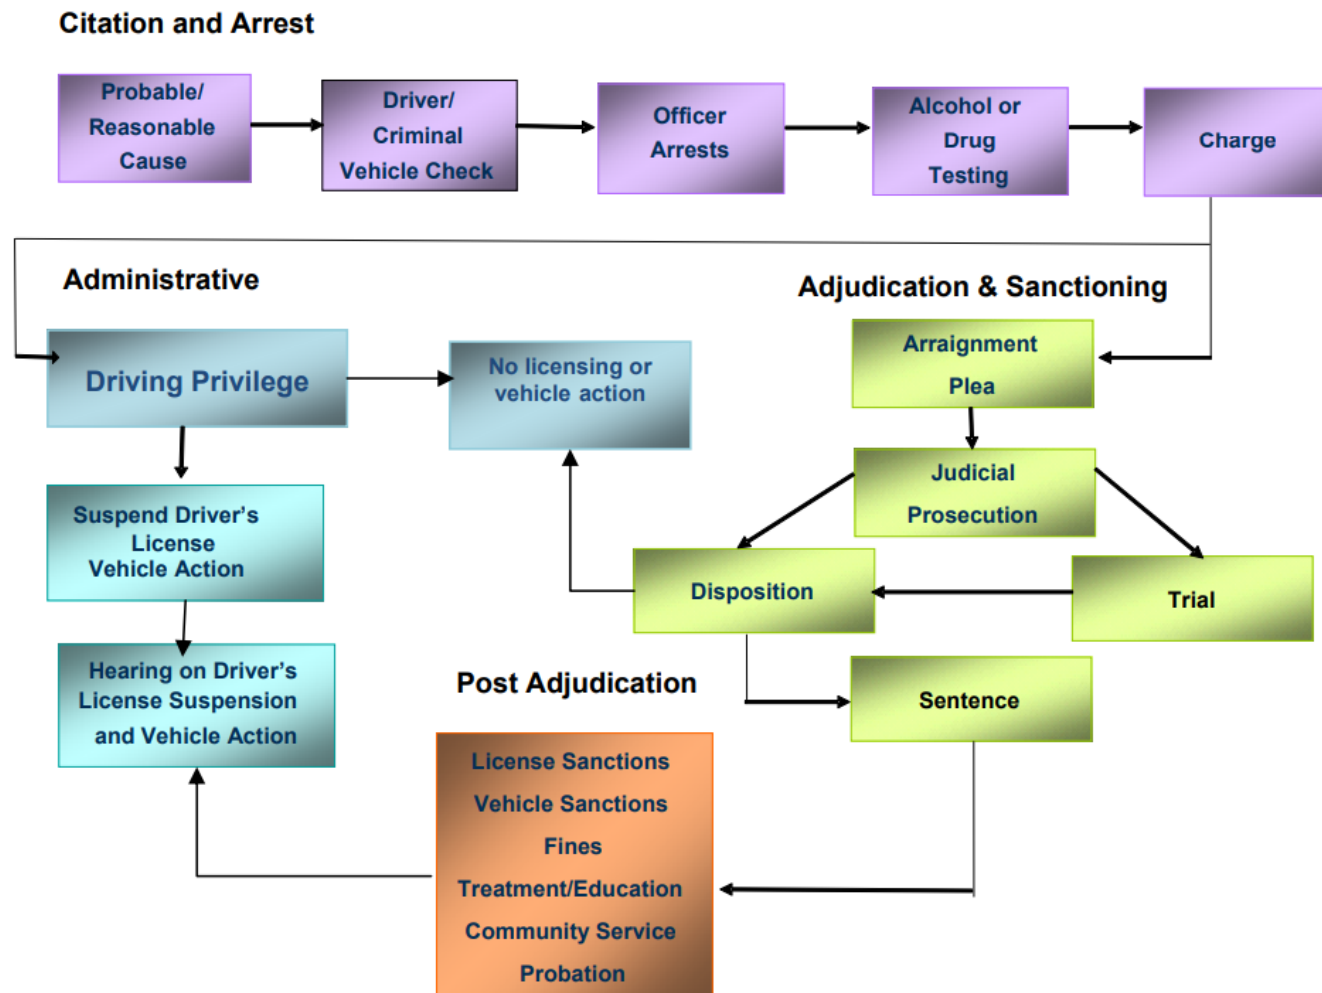 Citation and Arrest
Probable/
Reasonable
Cause
Driver/
Criminal
Vehicle Check
Officer
Arrests
Alcohol or
Drug
Testing
Charge
Administrative
Driving Privilege
No licensing or
vehicle action
Suspend Driver’s
License
Vehicle Action
Hearing on Driver’s
License Suspension
and Vehicle Action
Adjudication & Sanctioning
Arraignment
Plea
Judicial
Prosecution
Disposition
Trial
Sentence
Post Adjudication
License Sanctions
Vehicle Sanctions
Fines
Treatment/Education
Community Service
Probation